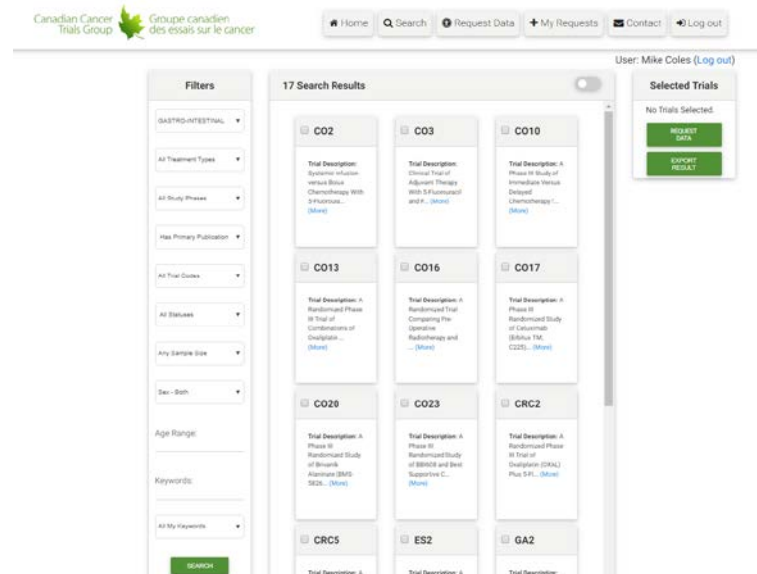 Canadian Cancer
Trials Group
Groupe canadien
des essais sur le cancer
Home
Search
Request Data
My Requests
Contact
Log out
User: Mike Coles (Log out)
Filters
GASTRO-INTESTINAL
All Treatment Types
All Study Phases
Has Primary Publication
All Trial Codes
All Statuses
Any Sample Size
Sex - Both
Age Range:
Keywords:
All My Keywords
SEARCH
17 Search Results
CO2
Trial Description:
Systemic Infusion
versus Bolus
Chemotherapy With
5-Fluorour...
(More)
CO3
Trial Description:
Clinical Trial of
Adjuvant Therapy
With 5-Fluorouracil
and ... (More)
CO10
Trial Description: A
Phase III Study of
Immediate Versus
Delayed
Chemotherapy
(More)
CO13
Trial Description: A
Randomized Phase
III Trial of
Combinations of
Oxaliplatin ...
(More)
CO16
Trial Description: A
Randomized Trial
Comparing Pre-
Operative
Radiotherapy and
... (More)
CO17
Trial Description: A
Phase III
Randomized Study
of Cetuximab
(Erbitux TM,
C225)... (More)
CO20
Trial Description: A
Phase III
Randomized Study
of Brivanib
Alaninate (BMS-
5826... (More)
CO23
Trial Description: A
Phase III
Randomized Study
of BBI608 and Best
Supportive C...
(More)
CRC2
Trial Description: A
Randomized Phase
III Trial of
Oxaliplatin (OXAL)
Plus 5-Fl... (More)
CRC5
Trial Description: A
ES2
Trial Description: A
GA2
Trial Description:
Selected Trials
No Trials Selected.
REQUEST
DATA
EXPORT
RESULT